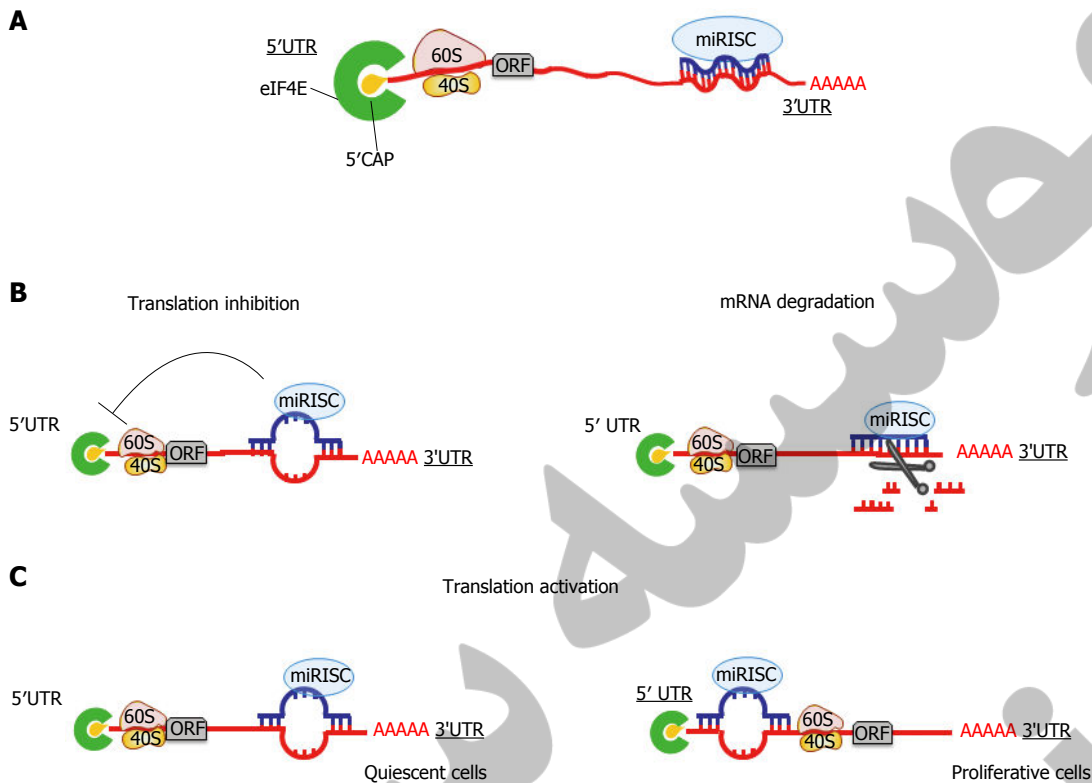 A
5′UTR
eIF4E
60S
40S
ORF
miRISC
AAAAA
3′UTR
5′CAP
B
Translation inhibition
mRNA degradation
5′UTR
60S
40S
ORF
miRISC
AAAAA 3'UTR
5′ UTR
60S
40S
ORF
miRISC
AAAAA 3'UTR
C
Translation activation
5′UTR
60S
40S
ORF
miRISC
AAAAA 3'UTR
Quiescent cells
5′ UTR
miRISC
60S
40S
ORF
AAAAA 3'UTR
Proliferative cells